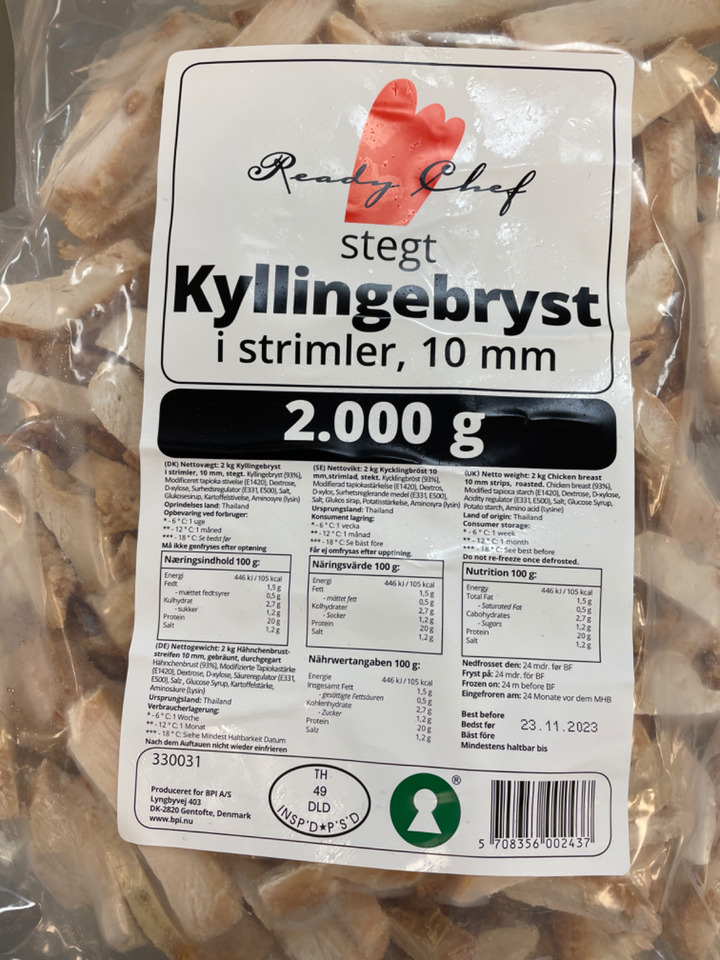 Ready Chef
stegt
Kyllingebryst
i strimler, 10 mm
2.000 g
(DK) Nettovægt: 2 kg Kyllingebryst
i strimler, 10 mm, stegt. Kyllingebryst (93%),
Modificeret tapioka stivelse (E1420), Dextrose,
D-xylose, Surhedsregulator (E331, E500), Salt,
Glukosesirup, Kartoffelstivelse, Aminosyre (lysin)
Oprindelses land: Thailand
Opbevaring ved forbruger:
* - 6 ° C: 1 uge
** - 12 ° C: 1 måned
*** - 18 ° C: Se bedst før
Må ikke genfryses efter optøning
Næringsindhold 100 g:
Energi 446 kJ / 105 kcal
Fedt 1,5 g
- mættet fedtsyrer 0,5 g
Kulhydrat 2,7 g
- sukker 1,2 g
Protein 20 g
Salt 1,2 g
(SE) Nettovikt: 2 kg Kycklingbröst 10
mm,strimlad, stekt. Kycklingbröst (93%),
Modifierad tapiokastärkelse (E1420), Dextros,
D-xylos, Surhetsreglerande medel (E331, E500),
Salt, Glukos sirap, Potatisstärkelse, Aminosyren (lysin)
Ursprungsland: Thailand
Konsument lagring:
* - 6 ° C: 1 vecka
** - 12 ° C: 1 månad
*** - 18 ° C: Se bäst före
Får ej omfrysas efter upptining.
Näringsvärde 100 g:
Energi 446 kJ / 105 kcal
Fett 1,5 g
- mättet fett 0,5 g
Kolhydrater 2,7 g
- Socker 1,2 g
Protein 20 g
Salt 1,2 g
(UK) Netto weight: 2 kg Chicken breast
10 mm strips, roasted. Chicken breast (93%),
Modified tapioca starch (E1420), Dextrose, D-xylose,
Acidity regulator (E331, E500), Salt, Glucose Syrup,
Potato starch, Amino acid (lysine)
Land of origin: Thailand
Consumer storage:
* - 6 ° C: 1 week
** - 12 ° C: 1 month
*** - 18 ° C: See best before
Do not re-freeze once defrosted.
Nutrition 100 g:
Energy 446 kJ / 105 kcal
Total Fat 1,5 g
- Saturated Fat 0,5 g
Cabohydrates 2,7 g
- Sugars 1,2 g
Protein 20 g
Salt 1,2 g
(DE) Nettogewicht: 2 kg Hähnchenbrust-
streifen 10 mm, gebräunt, durchgegart
Hähnchenbrust (93%), Modifizierte Tapiokastärke
(E1420), Dextrose, D-xylose, Säureregulator (E331,
E500), Salz, Glucose Syrup, Kartoffelstärke,
Aminosäure (Lysin)
Ursprungsland: Thailand
Verbraucherlagerung:
* - 6 ° C: 1 Woche
** - 12 ° C: 1 Monat
*** - 18 ° C: Siehe Mindest Haltbarkeit Datum
Nach dem Auftauen nicht wieder einfrieren
Nährwertangaben 100 g:
Energie 446 kJ / 105 kcal
Insgesamt Fett 1,5 g
- gesättigte Fettsäuren 0,5 g
Kohlenhydrate 2,7 g
- Zucker 1,2 g
Protein 20 g
Salz 1,2 g
Nedfrosset den: 24 mdr. før BF
Fryst på: 24 mdr. för BF
Frozen on: 24 m before BF
Eingefroren am: 24 Monate vor dem MHB
Best before
Bedst før
Bäst före
Mindestens haltbar bis
23.11.2023
330031
Produceret for BPI A/S
Lyngbyvej 403
DK-2820 Gentofte, Denmark
www.bpi.nu
TH
49
DLD
INSP'D★P'S'D
®
5 708356 002437